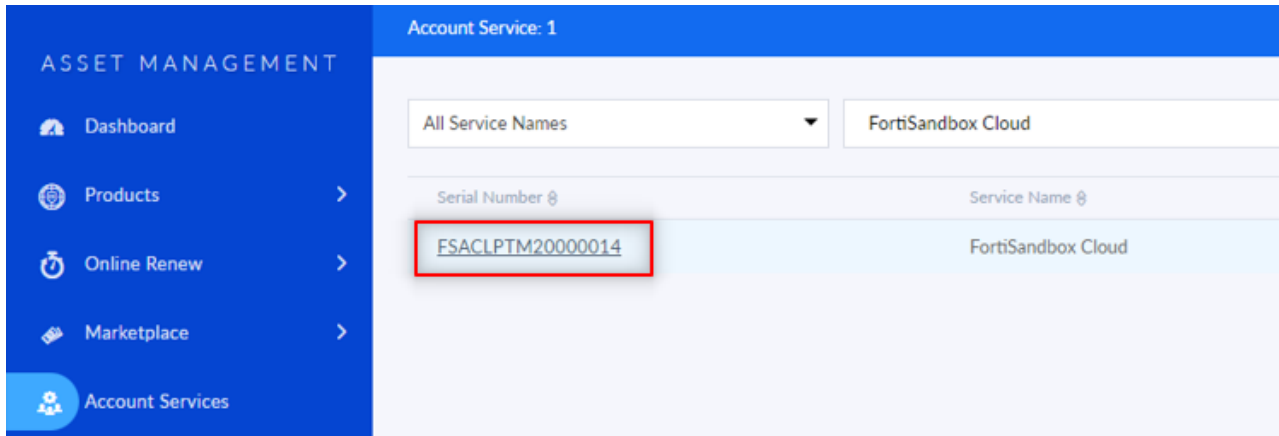 ASSET MANAGEMENT
Dashboard
Products
Online Renew
Marketplace
Account Services
Account Service: 1
All Service Names FortiSandbox Cloud
Serial Number Service Name
FSACLPTM20000014 FortiSandbox Cloud